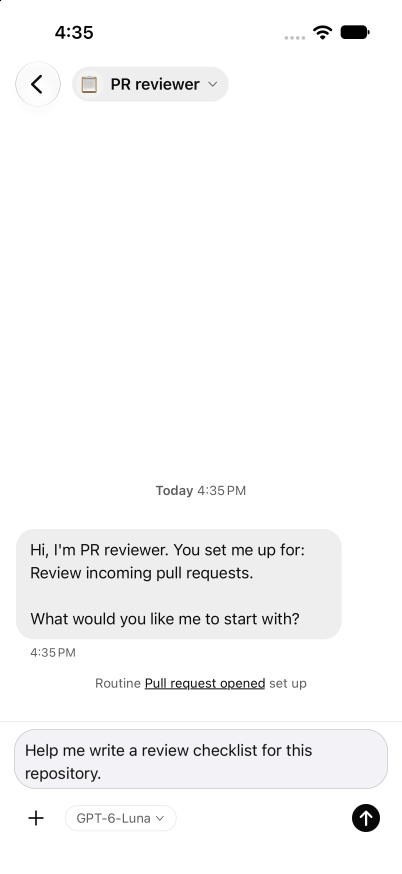 4:35
PR reviewer
Today 4:35 PM
Hi, I'm PR reviewer. You set me up for:
Review incoming pull requests.
What would you like me to start with?
4:35 PM
Routine Pull request opened set up
Help me write a review checklist for this
repository.
GPT-6-Luna